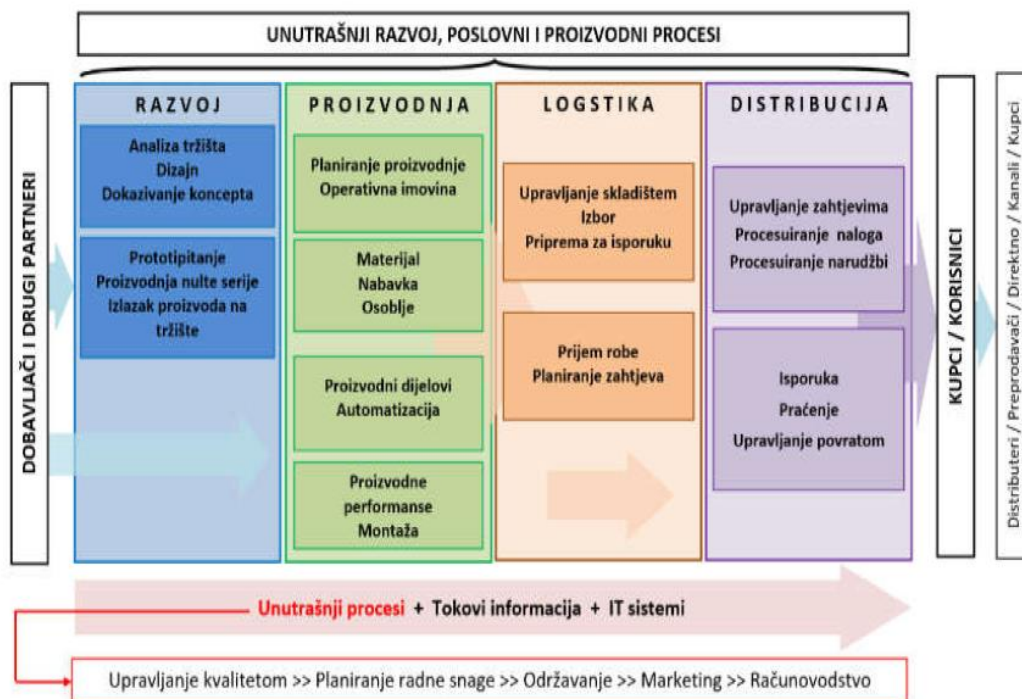 UNUTRAŠNJI RAZVOJ, POSLOVNI I PROIZVODNI PROCESI
DOBAVLJAČI I DRUGI PARTNERI
RAZVOJ
Analiza tržišta
Dizajn
Dokazivanje koncepta
Prototipitanje
Proizvodnja nulte serije
Izlazak proizvoda na
tržište
PROIZVODNJA
Planiranje proizvodnje
Operativna imovina
Materijal
Nabavka
Osoblje
Proizvodni dijelovi
Automatizacija
Proizvodne
performanse
Montaža
LOGSTIKA
Upravljanje skladištem
Izbor
Priprema za isporuku
Prijem robe
Planiranje zahtjeva
DISTRIBUCIJA
Upravljanje zahtjevima
Procesuiranje naloga
Procesuiranje narudžbi
Isporuka
Praćenje
Upravljanje povratom
KUPCI / KORISNICI
Distributeri / Preprodavači / Direktno / Kanali / Kupci
Unutrašnji procesi + Tokovi informacija + IT sistemi
Upravljanje kvalitetom >> Planiranje radne snage >> Održavanje >> Marketing >> Računovodstvo